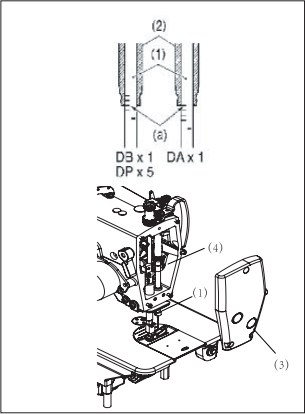 (2)
(1)
(a)
DB x 1 DA x 1
DP x 5
(4)
(1)
(3)